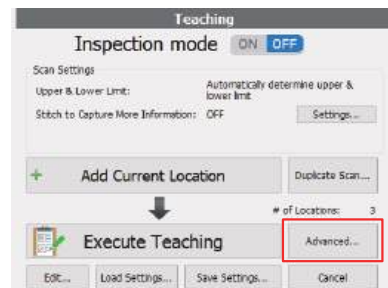 Teaching
Inspection mode ON OFF
Scan Settings
Upper & Lower Limit: Automatically determine upper &
lower limit
Stitch to Capture More Information: OFF Settings...
+ Add Current Location Duplicate Scan...
# of Locations: 3
Execute Teaching Advanced...
Edit... Load Settings... Save Settings... Cancel